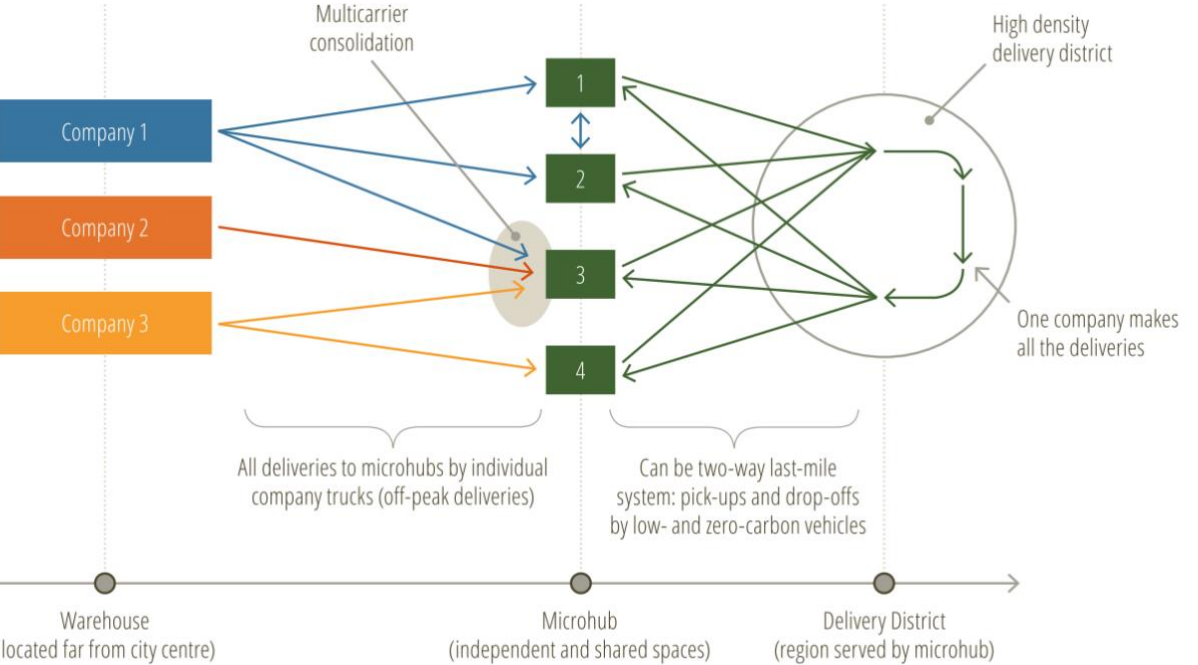 Multicarrier
consolidation
High density
delivery district
Company 1
Company 2
Company 3
1
2
3
4
One company makes
all the deliveries
All deliveries to microhubs by individual
company trucks (off-peak deliveries)
Can be two-way last-mile
system: pick-ups and drop-offs
by low- and zero-carbon vehicles
Warehouse
located far from city centre)
Microhub
(independent and shared spaces)
Delivery District
(region served by microhub)